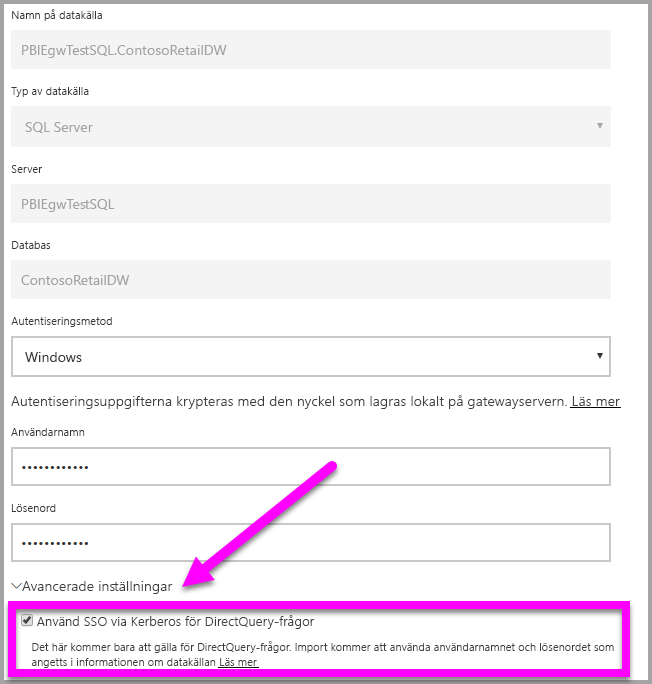 Namn på datakälla
PBIEgwTestSQL.ContosoRetailDW
Typ av datakälla
SQL Server
Server
PBIEgwTestSQL
Databas
ContosoRetailDW
Autentiseringsmetod
Windows
Autentiseringsuppgifterna krypteras med den nyckel som lagras lokalt på gatewayservern. Läs mer
Användarnamn
••••••••••••
Lösenord
••••••••••••
Avancerade inställningar
Använd SSO via Kerberos för DirectQuery-frågor
Det här kommer bara att gälla för DirectQuery-frågor. Import kommer att använda användarnamnet och lösenordet som
angetts i informationen om datakällan Läs mer